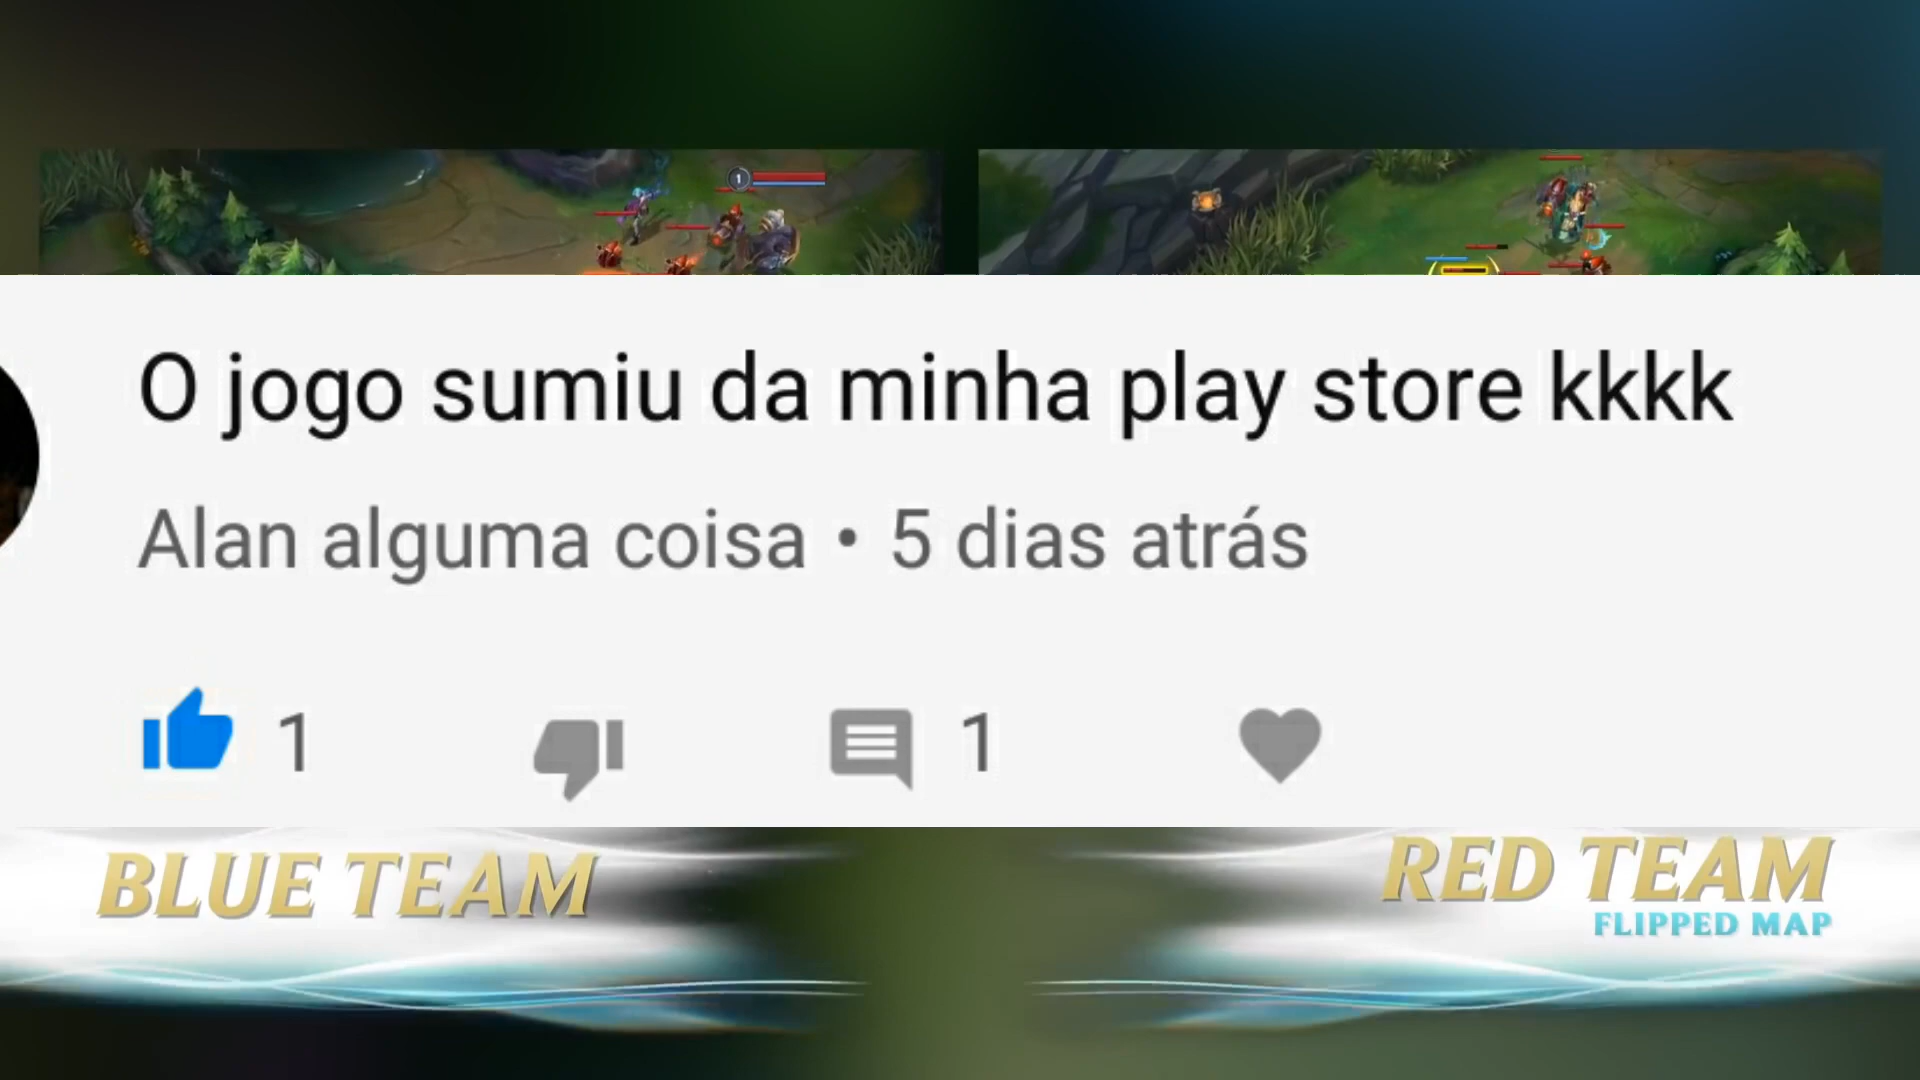 1
O jogo sumiu da minha play store kkkk
Alan alguma coisa • 5 dias atrás
1 1
BLUE TEAM
RED TEAM
FLIPPED MAP